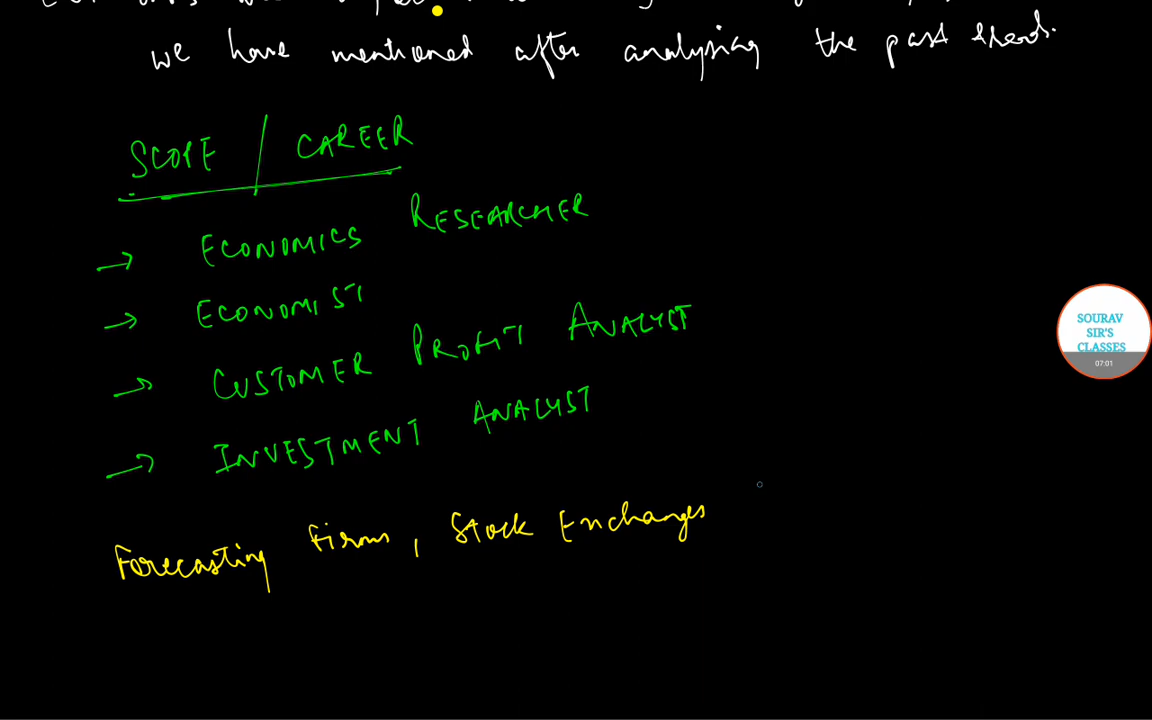 we have mentioned after analysing the past trend.
SCOPE / CAREER
→ ECONOMICS RESEARCHER
→ ECONOMIST
→ CUSTOMER PROFIT ANALYST
→ INVESTMENT ANALYST
Forecasting Firms, Stock Exchanges
SOURAV
SIR'S
CLASSES
07:01